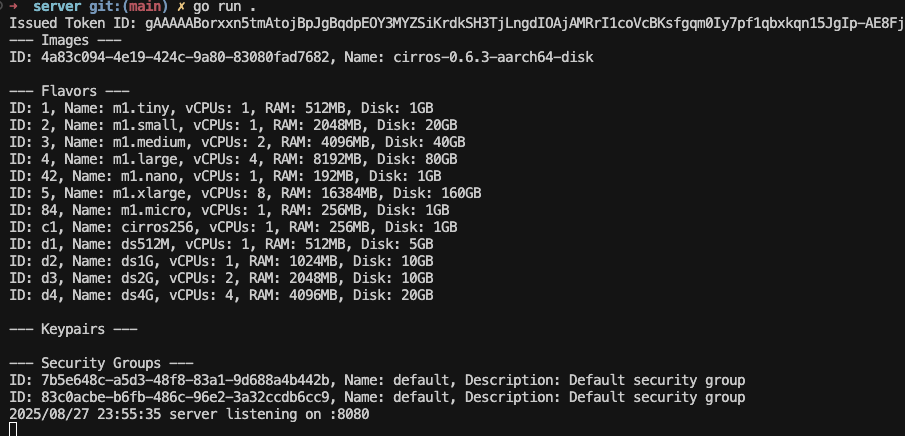 ➜  server git:(main) ✗ go run .
Issued Token ID: gAAAAABorxxn5tmAtojBpJgBqdpEOY3MYZSiKrdkSH3TjLngdIOAjAMRrI1coVcBKsfgqm0Iy7pf1qbxkqn15JgIp-AE8Fj
--- Images ---
ID: 4a83c094-4e19-424c-9a80-83080fad7682, Name: cirros-0.6.3-aarch64-disk
--- Flavors ---
ID: 1, Name: m1.tiny, vCPUs: 1, RAM: 512MB, Disk: 1GB
ID: 2, Name: m1.small, vCPUs: 1, RAM: 2048MB, Disk: 20GB
ID: 3, Name: m1.medium, vCPUs: 2, RAM: 4096MB, Disk: 40GB
ID: 4, Name: m1.large, vCPUs: 4, RAM: 8192MB, Disk: 80GB
ID: 42, Name: m1.nano, vCPUs: 1, RAM: 192MB, Disk: 1GB
ID: 5, Name: m1.xlarge, vCPUs: 8, RAM: 16384MB, Disk: 160GB
ID: 84, Name: m1.micro, vCPUs: 1, RAM: 256MB, Disk: 1GB
ID: c1, Name: cirros256, vCPUs: 1, RAM: 256MB, Disk: 1GB
ID: d1, Name: ds512M, vCPUs: 1, RAM: 512MB, Disk: 5GB
ID: d2, Name: ds1G, vCPUs: 1, RAM: 1024MB, Disk: 10GB
ID: d3, Name: ds2G, vCPUs: 2, RAM: 2048MB, Disk: 10GB
ID: d4, Name: ds4G, vCPUs: 4, RAM: 4096MB, Disk: 20GB
--- Keypairs ---
--- Security Groups ---
ID: 7b5e648c-a5d3-48f8-83a1-9d688a4b442b, Name: default, Description: Default security group
ID: 83c0acbe-b6fb-486c-96e2-3a32ccdb6cc9, Name: default, Description: Default security group
2025/08/27 23:55:35 server listening on :8080